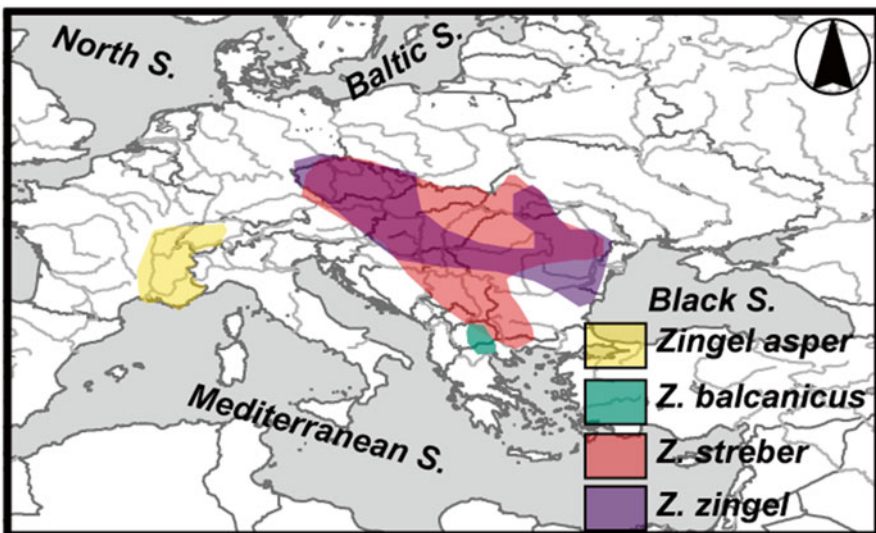 North S.
Baltic S.
Black S.
Zingel asper
Z. balcanicus
Mediterranean S.
Z. streber
Z. zingel